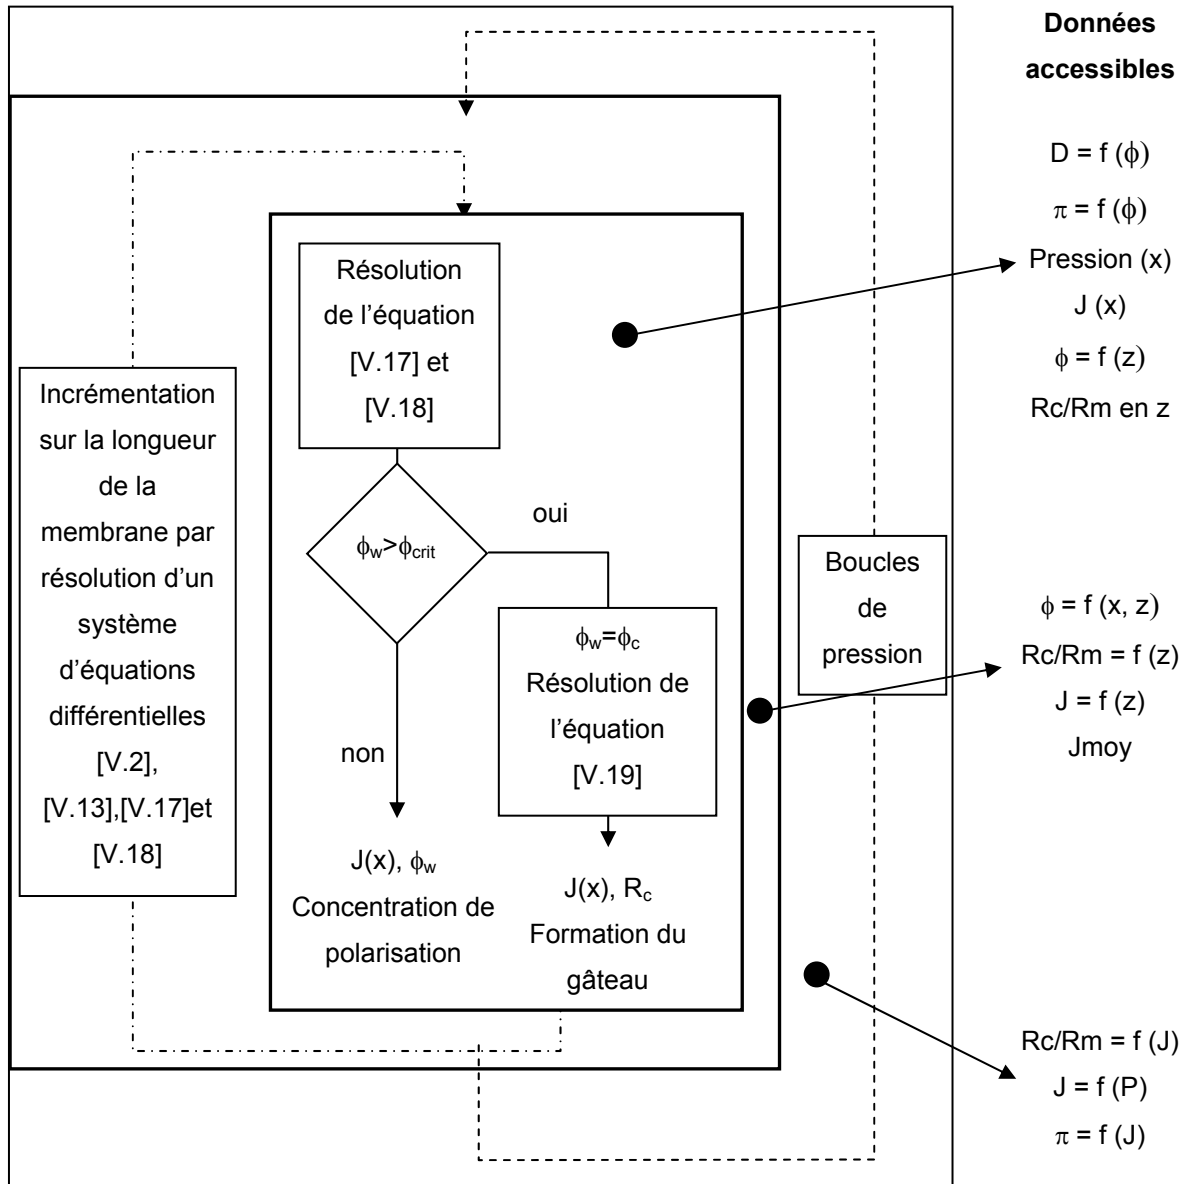 Données
accessibles
D = f (ϕ)
π = f (ϕ)
Pression (x)
J (x)
ϕ = f (z)
Rc/Rm en z
Résolution
de l'équation
[V.17] et
[V.18]
Incrémentation
sur la longueur
de la
membrane par
résolution d'un
système
d'équations
différentielles
[V.2],
[V.13],[V.17]et
[V.18]
ϕw>ϕcrit
oui
non
ϕw=ϕc
Résolution de
l'équation
[V.19]
J(x), ϕw
Concentration de
polarisation
J(x), Rc
Formation du
gâteau
Boucles
de
pression
ϕ = f (x, z)
Rc/Rm = f (z)
J = f (z)
Jmoy
Rc/Rm = f (J)
J = f (P)
π = f (J)